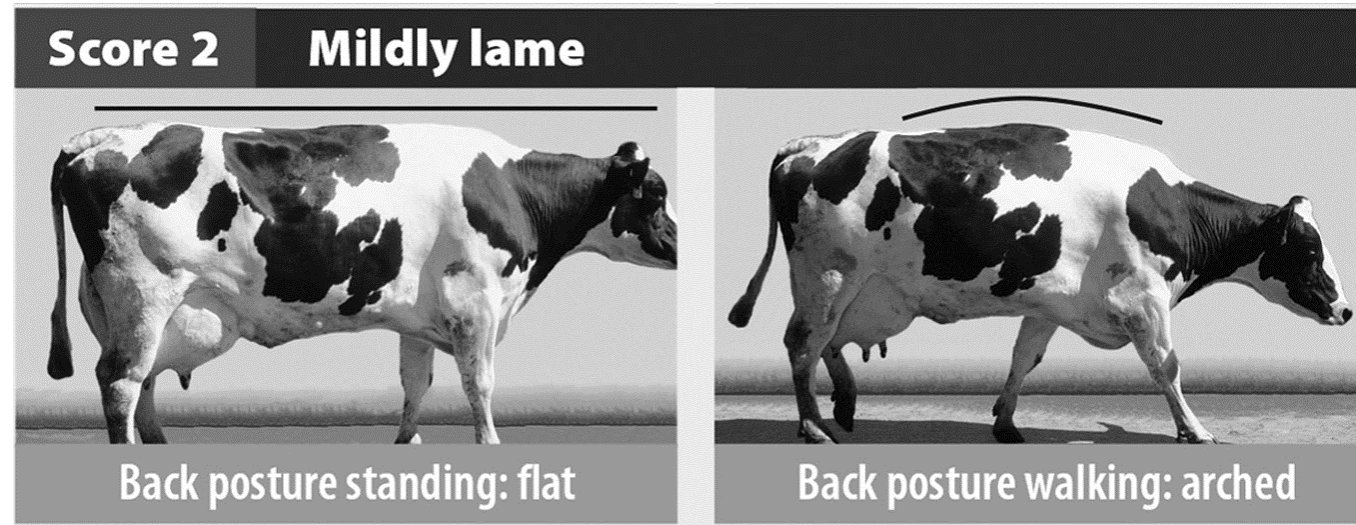 Score 2 Mildly lame
Back posture standing: flat
Back posture walking: arched